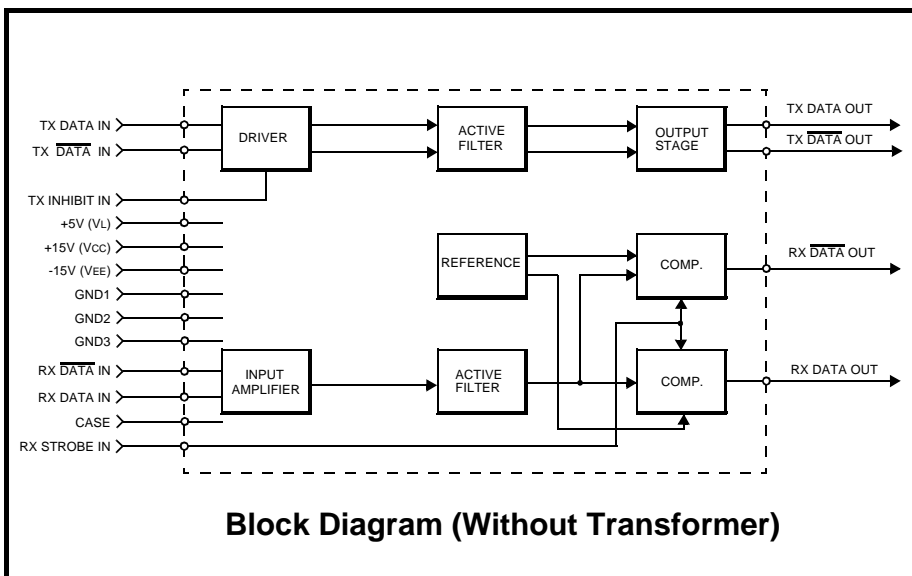 TX DATA IN
TX DATA IN
TX INHIBIT IN
+5V (VL)
+15V (VCC)
-15V (VEE)
GND1
GND2
GND3
RX DATA IN
RX DATA IN
CASE
RX STROBE IN
DRIVER
ACTIVE
FILTER
OUTPUT
STAGE
REFERENCE
COMP.
INPUT
AMPLIFIER
ACTIVE
FILTER
COMP.
TX DATA OUT
TX DATA OUT
RX DATA OUT
RX DATA OUT
Block Diagram (Without Transformer)